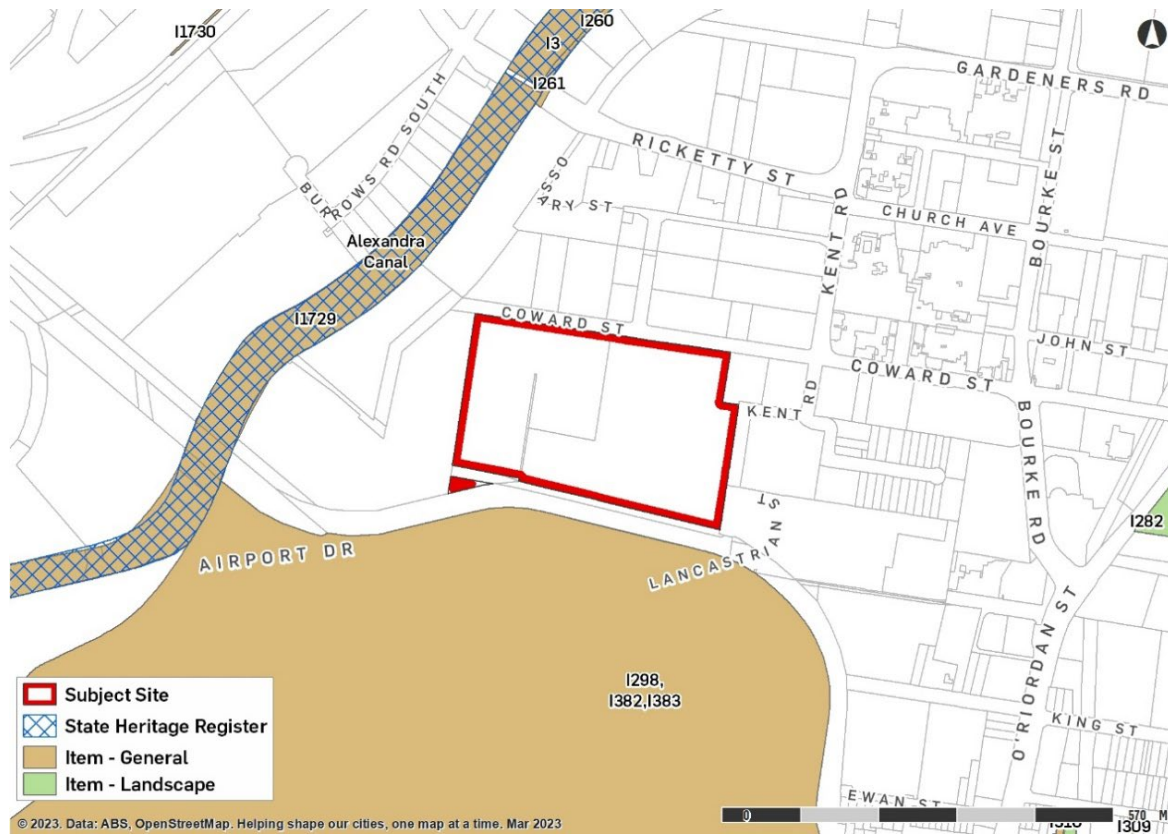 I1730
I260
I3
I261
GARDENERS RD
BURROWS RD SOUTH
RICKETTY ST
BOURKE ST
KENT RD
CHURCH AVE
ASSO
ARY ST
Alexandra
Canal
I1729
COWARD ST
JOHN ST
COWARD ST
KENT RD
BOURKE RD
LANCASTRIAN ST
I282
AIRPORT DR
O'RIORDAN ST
I298,
I382,I383
KING ST
EWAN ST
Subject Site
State Heritage Register
Item - General
Item - Landscape
0 570 M
I309
© 2023. Data: ABS, OpenStreetMap. Helping shape our cities, one map at a time. Mar 2023